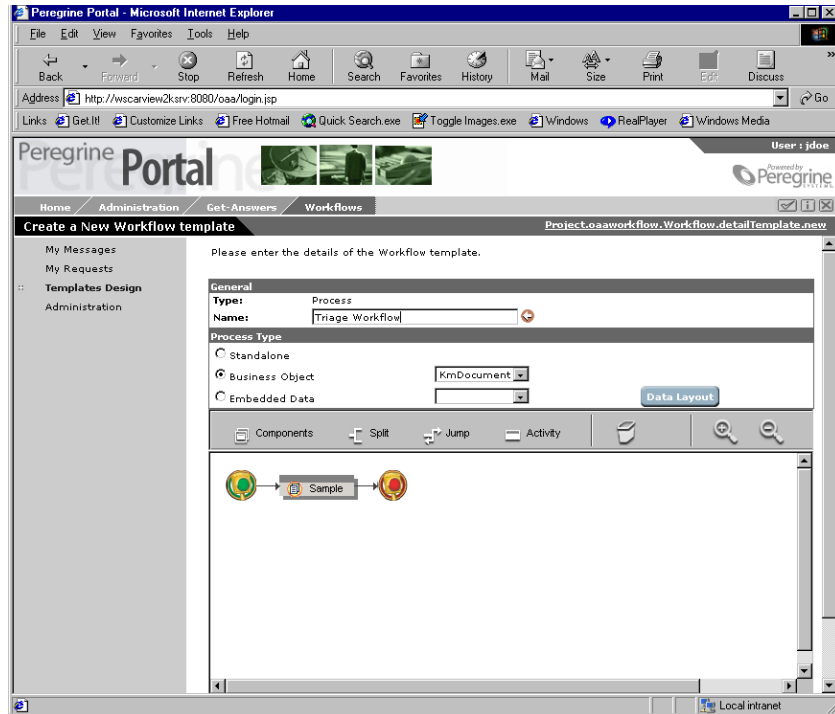 Peregrine Portal - Microsoft Internet Explorer
File Edit View Favorites Tools Help
Back Forward Stop Refresh Home Search Favorites History Mail Size Print Edit Discuss
Address http://wscarview2ksrv:8080/oaa/login.jsp Go
Links Get.It! Customize Links Free Hotmail Quick Search.exe Toggle Images.exe Windows RealPlayer Windows Media
User : jdoe
Peregrine Portal
Powered by
Peregrine
SYSTEMS
Home Administration Get-Answers Workflows
Create a New Workflow template Project.oaaworkflow.Workflow.detailTemplate.new
My Messages
My Requests
Templates Design
Administration
Please enter the details of the Workflow template.
General
Type: Process
Name: Triage Workflow
Process Type
Standalone
Business Object KmDocument
Embedded Data Data Layout
Components Split Jump Activity
Sample
Local intranet